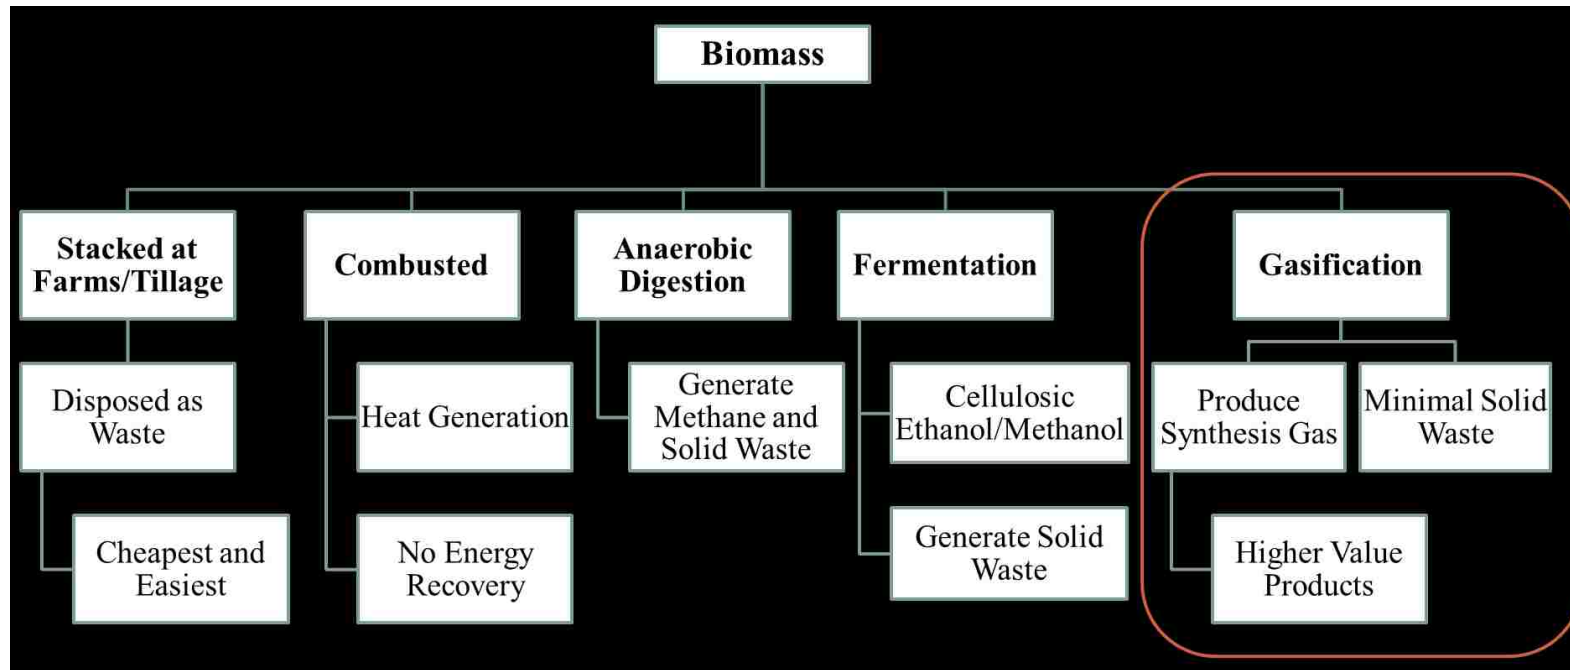 Biomass
Stacked at
Farms/Tillage
Combusted
Anaerobic
Digestion
Fermentation
Gasification
Disposed as
Waste
Heat Generation
Generate
Methane and
Solid Waste
Cellulosic
Ethanol/Methanol
Produce
Synthesis Gas
Minimal Solid
Waste
Cheapest and
Easiest
No Energy
Recovery
Generate Solid
Waste
Higher Value
Products